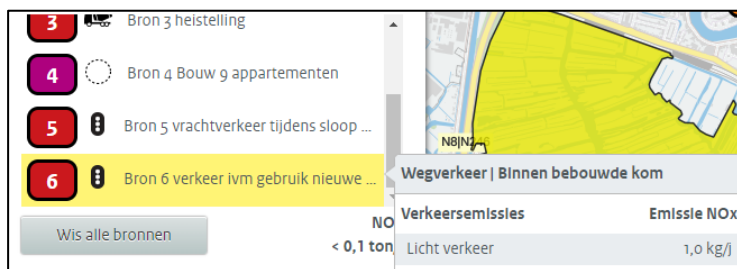 3 Bron 3 heistelling
4 Bron 4 Bouw 9 appartementen
5 Bron 5 vrachtverkeer tijdens sloop ...
6 Bron 6 verkeer ivm gebruik nieuwe ...
Wis alle bronnen
NO
< 0,1 ton
N8|N246
Wegverkeer | Binnen bebouwde kom
Verkeersemissies Emissie NOx
Licht verkeer 1,0 kg/j